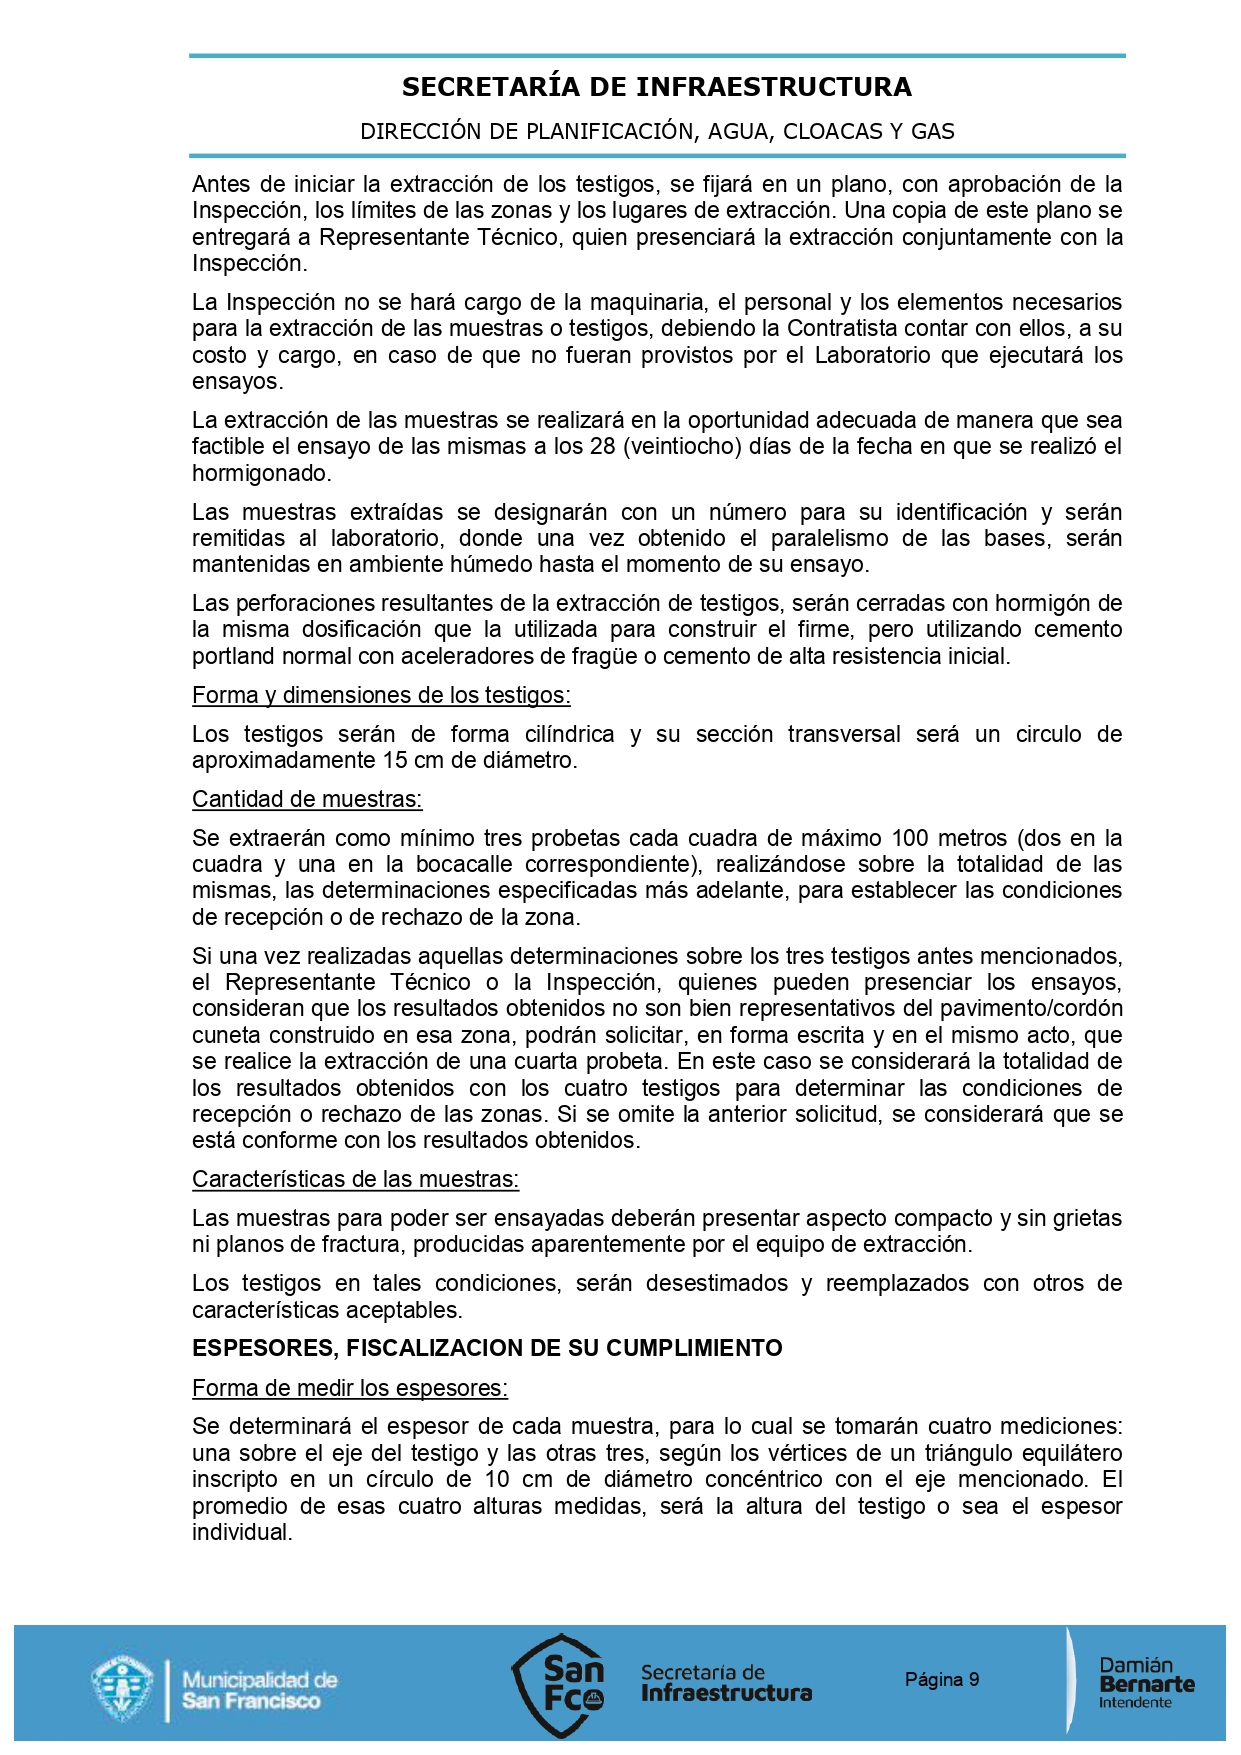 SECRETARÍA DE INFRAESTRUCTURA
DIRECCIÓN DE PLANIFICACIÓN, AGUA, CLOACAS Y GAS
Antes de iniciar la extracción de los testigos, se fijará en un plano, con aprobación de la
Inspección, los límites de las zonas y los lugares de extracción. Una copia de este plano se
entregará a Representante Técnico, quien presenciará la extracción conjuntamente con la
Inspección.
La Inspección no se hará cargo de la maquinaria, el personal y los elementos necesarios
para la extracción de las muestras o testigos, debiendo la Contratista contar con ellos, a su
costo y cargo, en caso de que no fueran provistos por el Laboratorio que ejecutará los
ensayos.
La extracción de las muestras se realizará en la oportunidad adecuada de manera que sea
factible el ensayo de las mismas a los 28 (veintiocho) días de la fecha en que se realizó el
hormigonado.
Las muestras extraídas se designarán con un número para su identificación y serán
remitidas al laboratorio, donde una vez obtenido el paralelismo de las bases, serán
mantenidas en ambiente húmedo hasta el momento de su ensayo.
Las perforaciones resultantes de la extracción de testigos, serán cerradas con hormigón de
la misma dosificación que la utilizada para construir el firme, pero utilizando cemento
portland normal con aceleradores de fragüe o cemento de alta resistencia inicial.
Forma y dimensiones de los testigos:
Los testigos serán de forma cilíndrica y su sección transversal será un circulo de
aproximadamente 15 cm de diámetro.
Cantidad de muestras:
Se extraerán como mínimo tres probetas cada cuadra de máximo 100 metros (dos en la
cuadra y una en la bocacalle correspondiente), realizándose sobre la totalidad de las
mismas, las determinaciones especificadas más adelante, para establecer las condiciones
de recepción o de rechazo de la zona.
Si una vez realizadas aquellas determinaciones sobre los tres testigos antes mencionados,
el Representante Técnico o la Inspección, quienes pueden presenciar los ensayos,
consideran que los resultados obtenidos no son bien representativos del pavimento/cordón
cuneta construido en esa zona, podrán solicitar, en forma escrita y en el mismo acto, que
se realice la extracción de una cuarta probeta. En este caso se considerará la totalidad de
los resultados obtenidos con los cuatro testigos para determinar las condiciones de
recepción o rechazo de las zonas. Si se omite la anterior solicitud, se considerará que se
está conforme con los resultados obtenidos.
Características de las muestras:
Las muestras para poder ser ensayadas deberán presentar aspecto compacto y sin grietas
ni planos de fractura, producidas aparentemente por el equipo de extracción.
Los testigos en tales condiciones, serán desestimados y reemplazados con otros de
características aceptables.
ESPESORES, FISCALIZACION DE SU CUMPLIMIENTO
Forma de medir los espesores:
Se determinará el espesor de cada muestra, para lo cual se tomarán cuatro mediciones:
una sobre el eje del testigo y las otras tres, según los vértices de un triángulo equilátero
inscripto en un círculo de 10 cm de diámetro concéntrico con el eje mencionado. El
promedio de esas cuatro alturas medidas, será la altura del testigo o sea el espesor
individual.
Municipalidad de
San Francisco
San
Fco
Secretaría de
Infraestructura
Página 9
Damián
Bernarte
Intendente